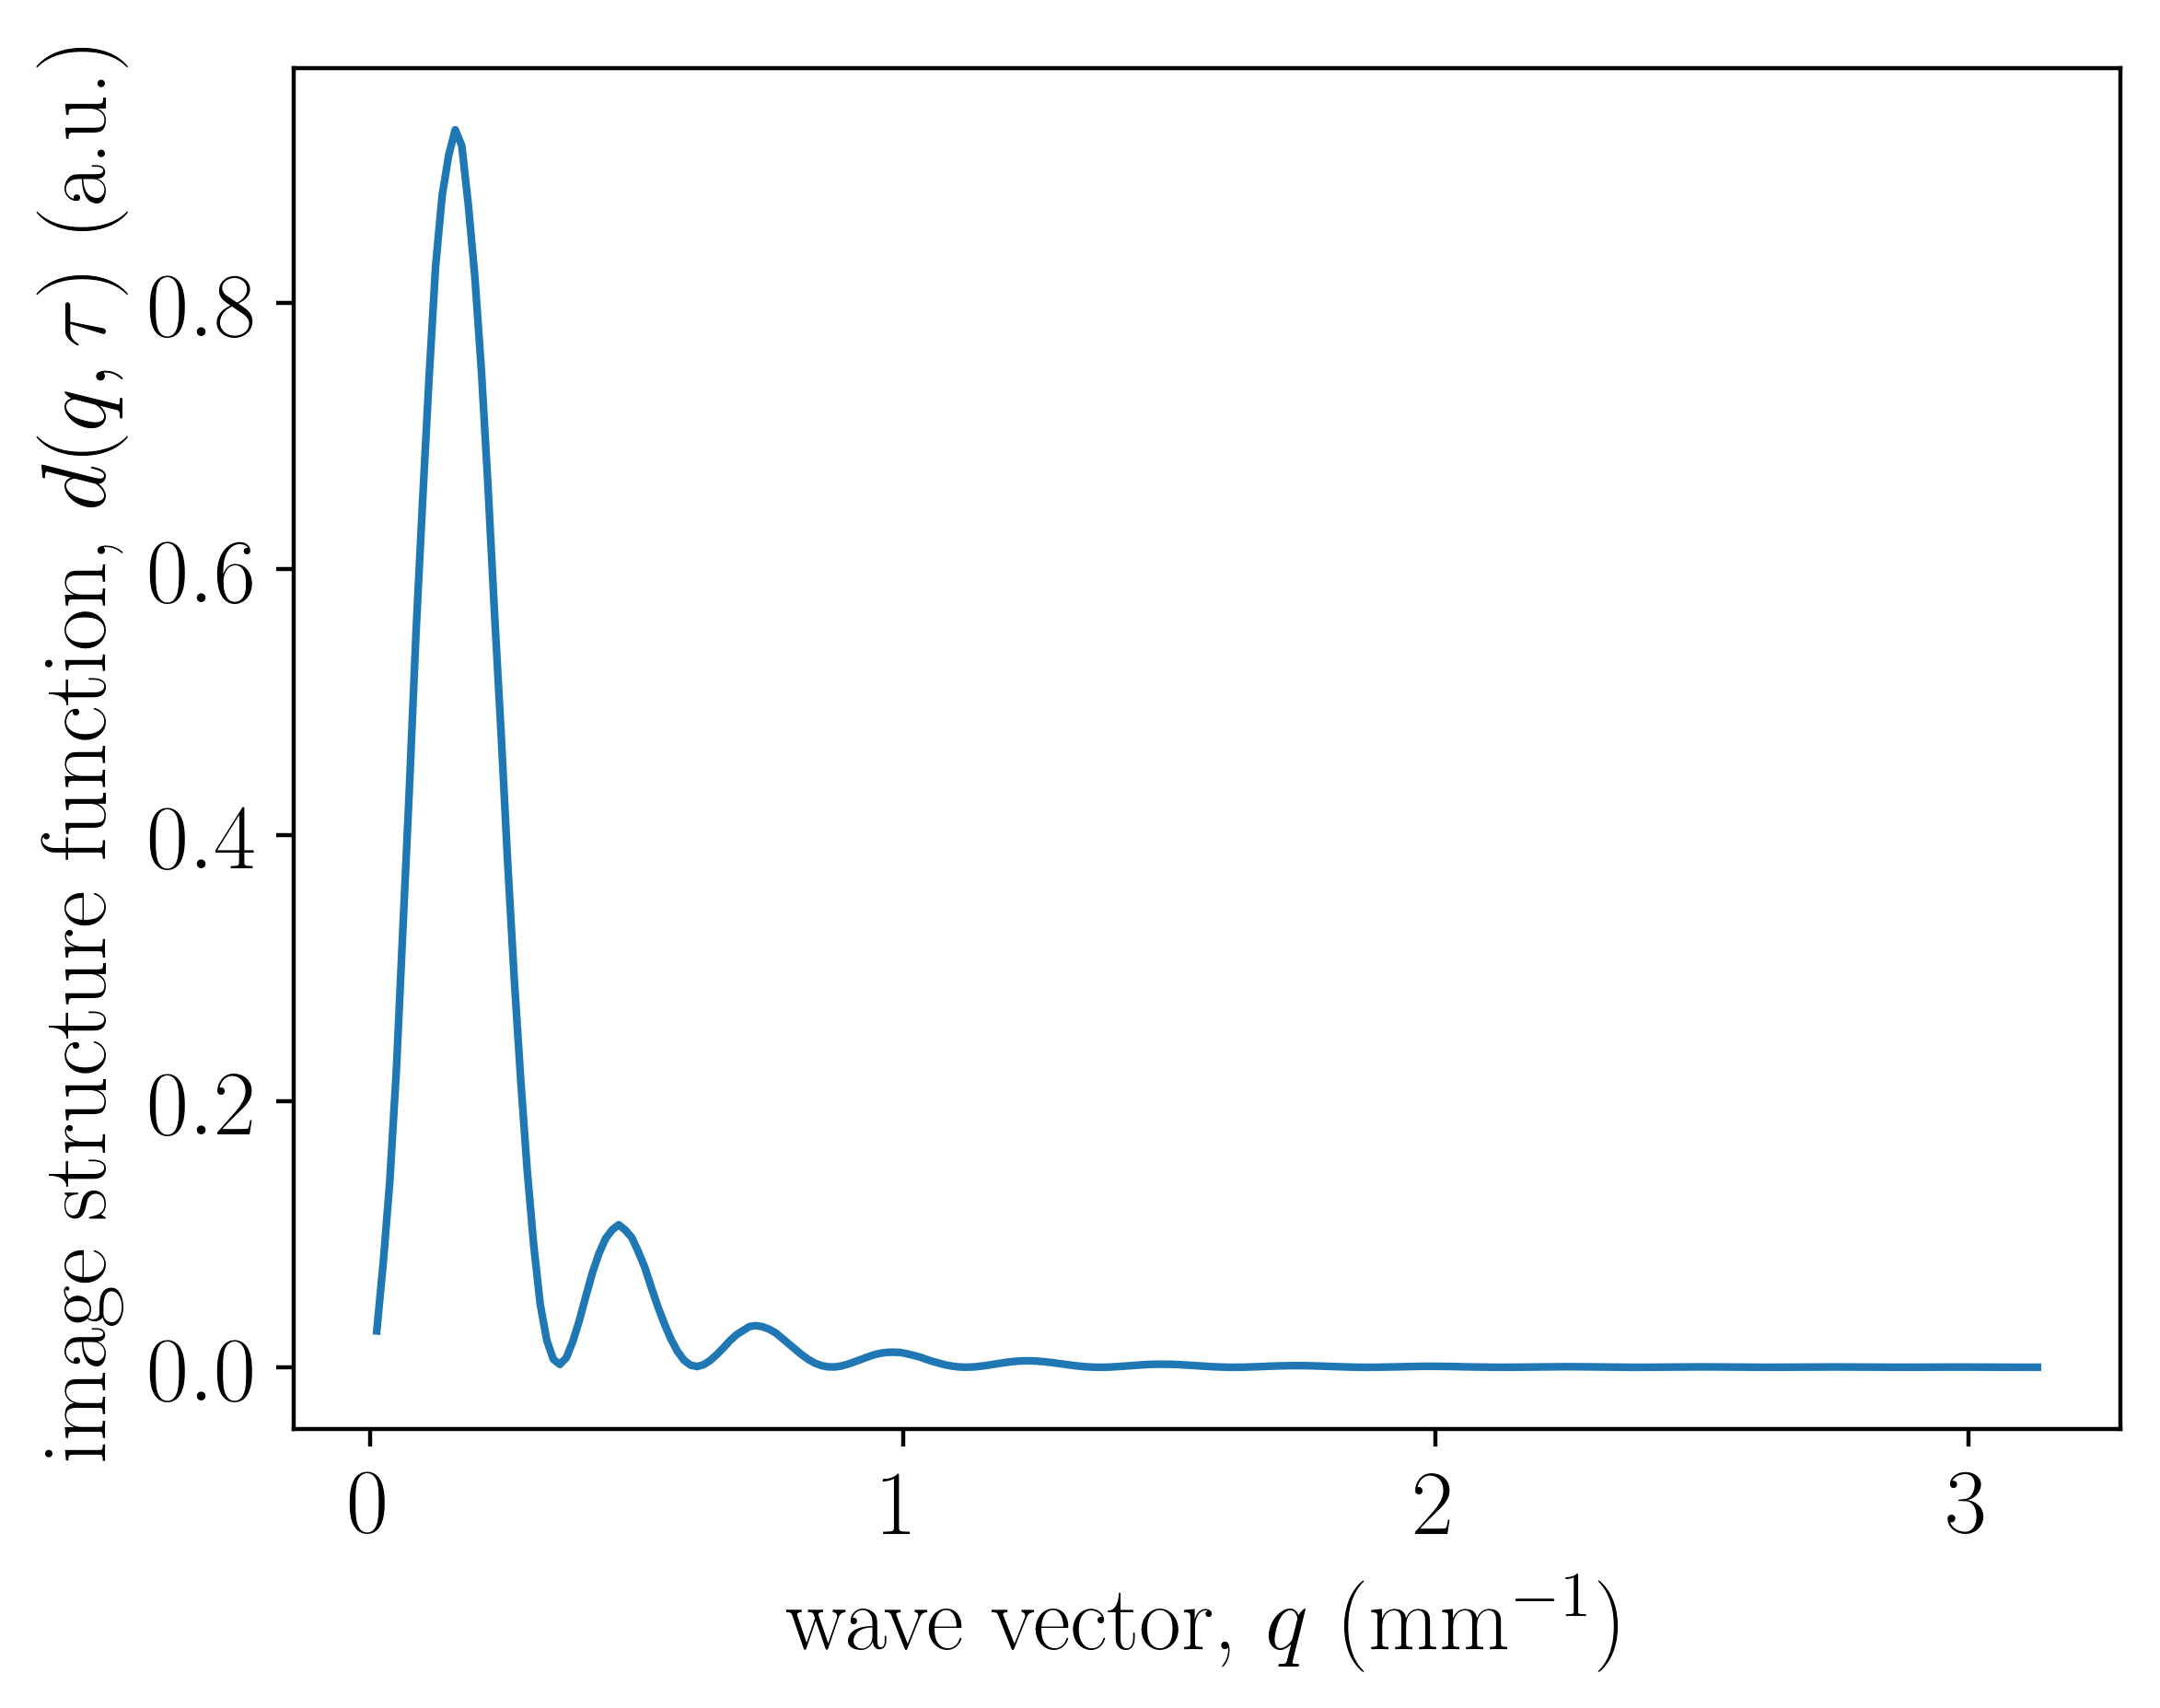 image structure function, d(q, τ) (a.u.)
0.8
0.6
0.4
0.2
0.0
0 1 2 3
wave vector, q (mm⁻¹)